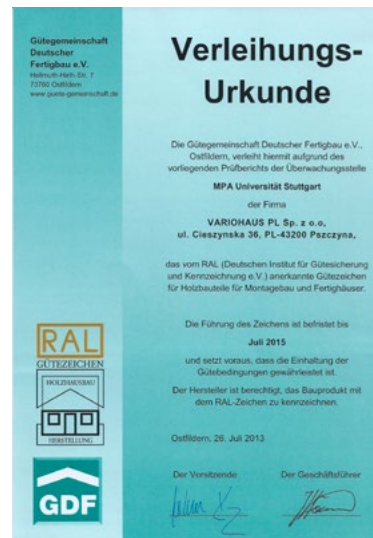 Gütegemeinschaft
Deutscher
Fertigbau e.V.
Hellmuth-Hirth-Str. 7
73760 Ostfildern
www.guete-gemeinschaft.de
Verleihungs-
Urkunde
Die Gütegemeinschaft Deutscher Fertigbau e.V.,
Ostfildern, verleiht hiermit aufgrund des
vorliegenden Prüfberichts der Überwachungsstelle
MPA Universität Stuttgart
der Firma
VARIOHAUS PL Sp. z o.o,
ul. Cieszynska 36, PL-43200 Pszczyna,
das vom RAL (Deutschen Institut für Gütesicherung
und Kennzeichnung e.V.) anerkannte Gütezeichen
für Holzbauteile für Montagebau und Fertighäuser.
Die Führung des Zeichens ist befristet bis
Juli 2015
und setzt voraus, dass die Einhaltung der
Gütebedingungen gewährleistet ist.
Der Hersteller ist berechtigt, das Bauprodukt mit
dem RAL-Zeichen zu kennzeichnen.
Ostfildern, 26. Juli 2013
Der Vorsitzende Der Geschäftsführer
RAL
GÜTEZEICHEN
HOLZHAUSBAU
HERSTELLUNG
GDF